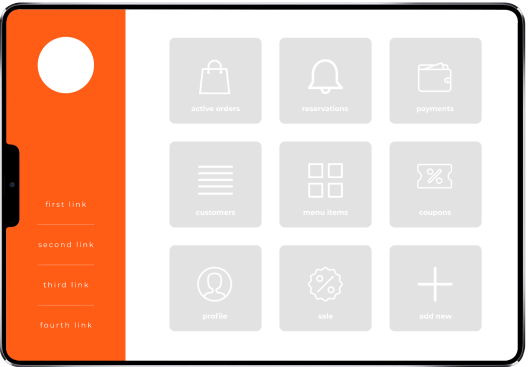 active orders
reservations
payments
customers
menu items
coupons
profile
sale
add new
first link
second link
third link
fourth link